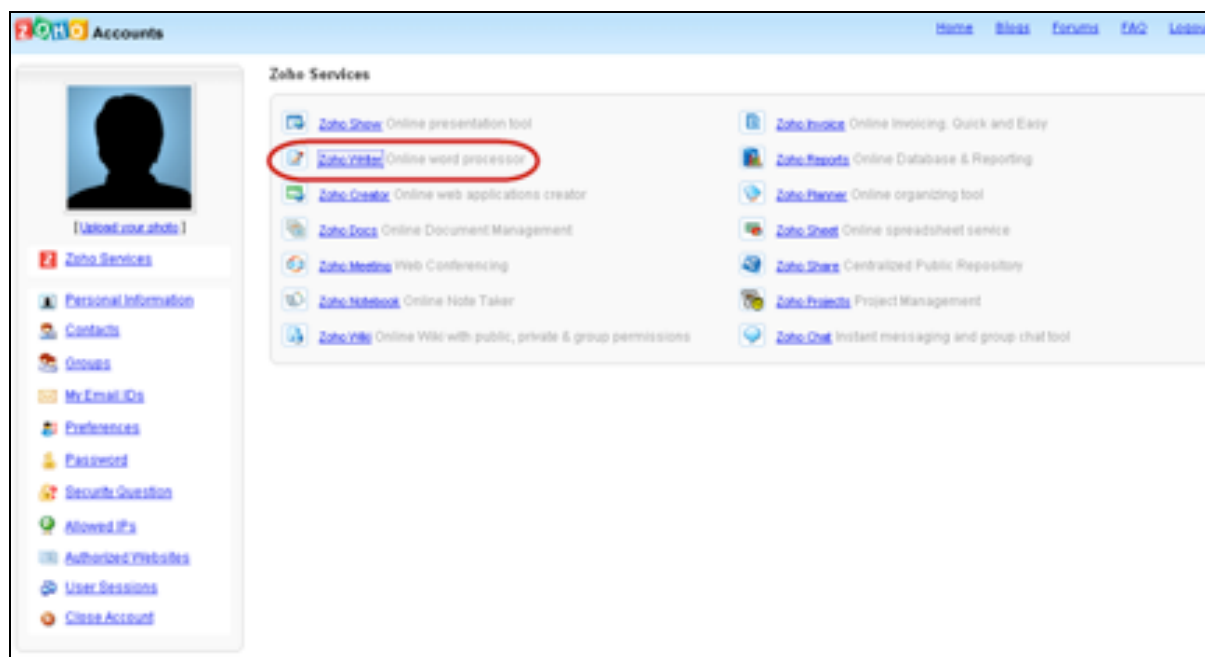 ZOHO Accounts
Home Blogs Forums FAQ Logou
Zoho Services
Zoho Show Online presentation tool
Zoho Writer Online word processor
Zoho Creator Online web applications creator
Zoho Docs Online Document Management
Zoho Meeting Web Conferencing
Zoho Notebook Online Note Taker
Zoho Wiki Online Wiki with public, private & group permissions
Zoho Invoice Online Invoicing. Quick and Easy
Zoho Reports Online Database & Reporting
Zoho Planner Online organizing tool
Zoho Sheet Online spreadsheet service
Zoho Share Centralized Public Repository
Zoho Projects Project Management
Zoho Chat Instant messaging and group chat tool
[ Upload your photo ]
Zoho Services
Personal Information
Contacts
Groups
My Email IDs
Preferences
Password
Security Question
Allowed IPs
Authorized Websites
User Sessions
Close Account